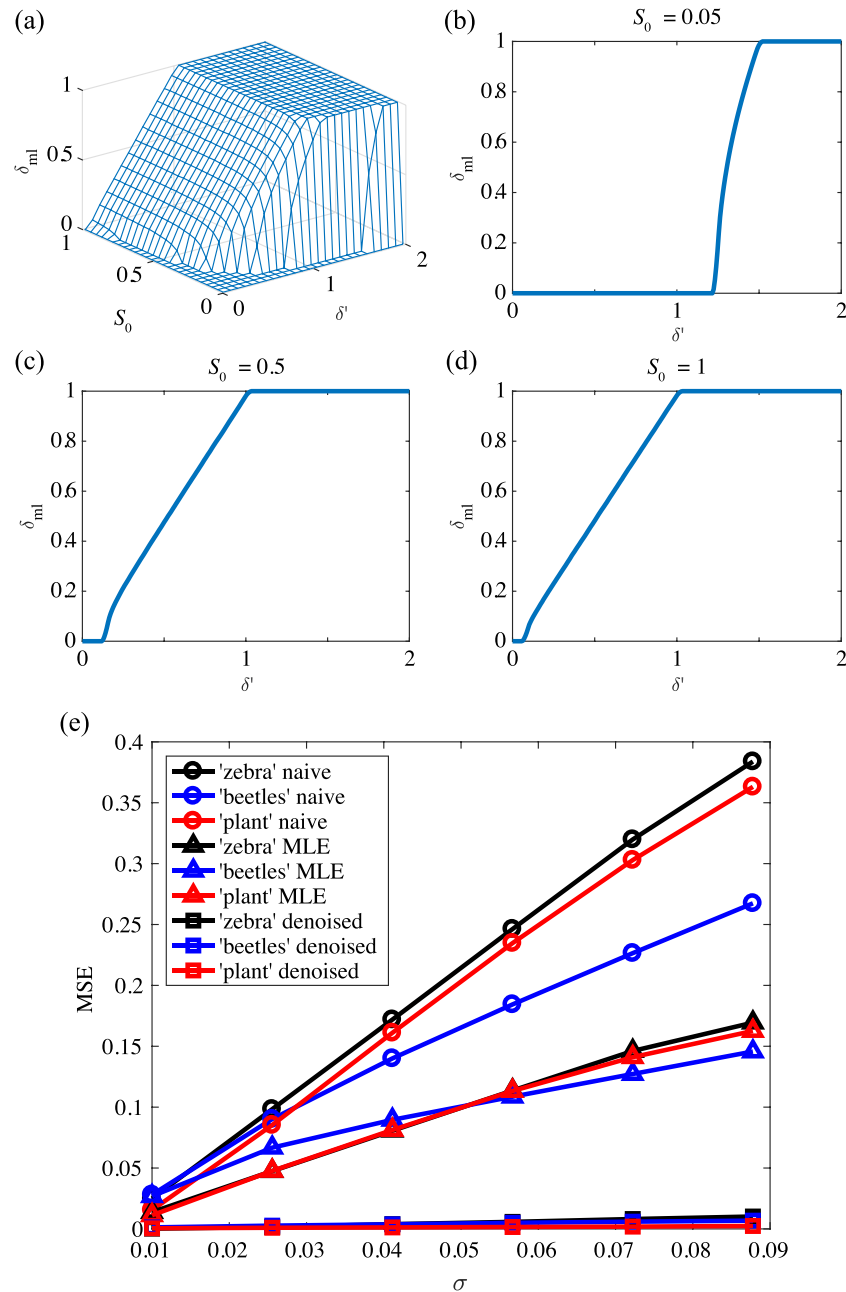 (a)
1
0.5
0
δml
1
05
0
S0
0
1
2
δ'
(b)
S0 = 0.05
1
0.8
0.6
0.4
0.2
0
δml
0
1
2
δ'
(c)
S0 = 0.5
1
0.8
0.6
0.4
0.2
0
δml
0
1
2
δ'
(d)
S0 = 1
1
0.8
0.6
0.4
0.2
0
δml
0
1
2
δ'
(e)
0.4
0.35
0.3
0.25
0.2
0.15
0.1
0.05
0
MSE
'zebra' naive
'beetles' naive
'plant' naive
'zebra' MLE
'beetles' MLE
'plant' MLE
'zebra' denoised
'beetles' denoised
'plant' denoised
0.01 0.02 0.03 0.04 0.05 0.06 0.07 0.08 0.09
σ